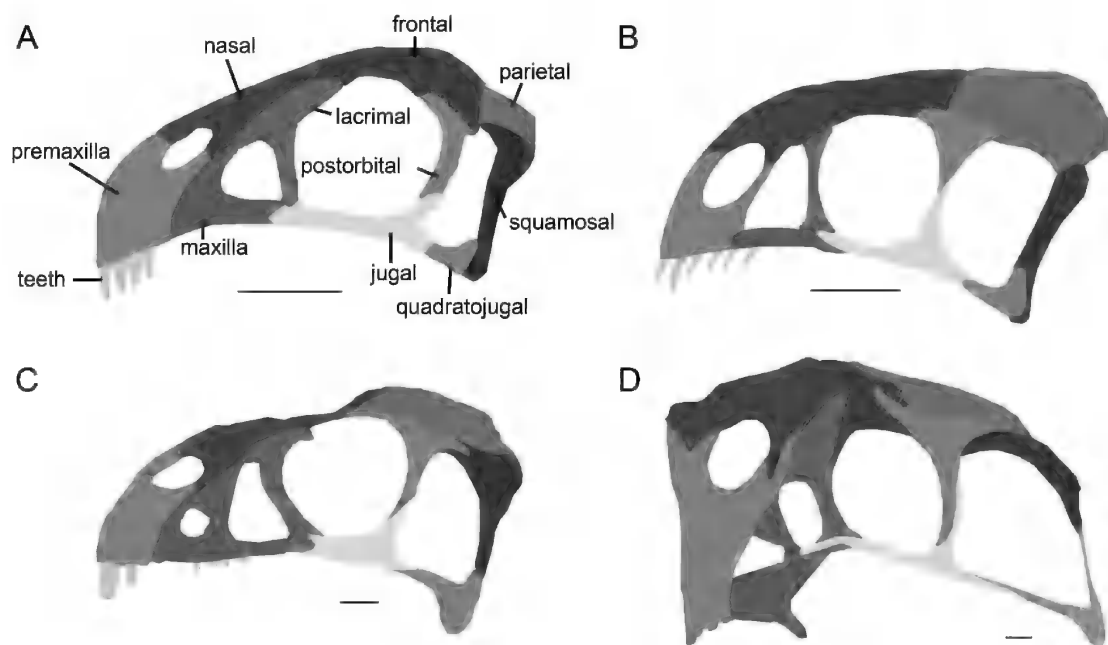 A
nasal
frontal
parietal
lacrimal
premaxilla
postorbital
squamosal
maxilla
teeth
jugal
quadratojugal
B
C
D